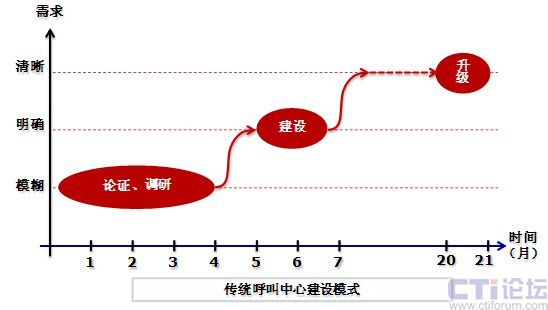 需求
清晰
升
级
明确
建设
模糊
论证、调研
1 2 3 4 5 6 7 20 21
时间
（月）
传统呼叫中心建设模式
CTi论坛
www.ctiforum.com